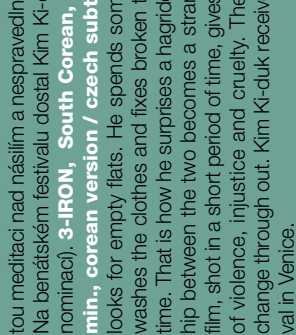 tou meditaci nad násilím a nespravedln
Na benátském festivalu dostal Kim Ki-
nominaci). 3-IRON, South Corean,
min., corean version / czech subt
looks for empty flats. He spends som
washes the clothes and fixes broken t
time. That is how he surprises a hagride
hip between the two becomes a stran
film, shot in a short period of time, gives
of violence, injustice and cruelty. The
change through out. Kim Ki-duk receiv
val in Venice.